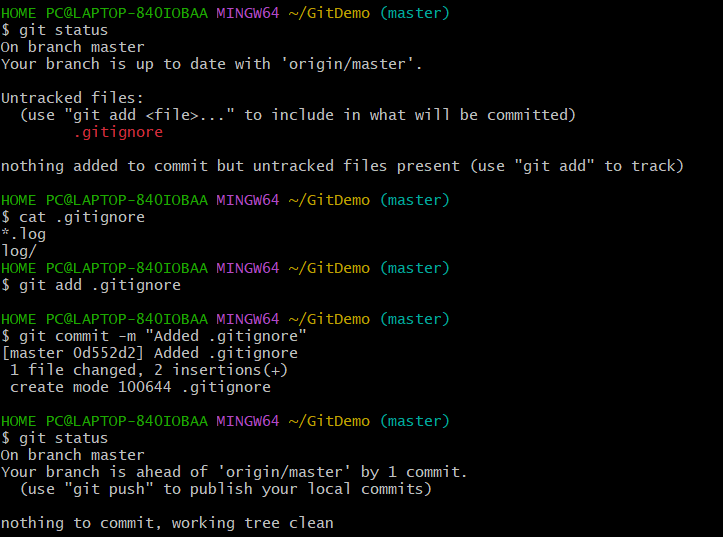 HOME PC@LAPTOP-840IOBAA MINGW64 ~/GitDemo (master)
$ git status
On branch master
Your branch is up to date with 'origin/master'.

Untracked files:
  (use "git add <file>..." to include in what will be committed)
        .gitignore

nothing added to commit but untracked files present (use "git add" to track)

HOME PC@LAPTOP-840IOBAA MINGW64 ~/GitDemo (master)
$ cat .gitignore
*.log
log/
HOME PC@LAPTOP-840IOBAA MINGW64 ~/GitDemo (master)
$ git add .gitignore

HOME PC@LAPTOP-840IOBAA MINGW64 ~/GitDemo (master)
$ git commit -m "Added .gitignore"
[master 0d552d2] Added .gitignore
 1 file changed, 2 insertions(+)
 create mode 100644 .gitignore

HOME PC@LAPTOP-840IOBAA MINGW64 ~/GitDemo (master)
$ git status
On branch master
Your branch is ahead of 'origin/master' by 1 commit.
  (use "git push" to publish your local commits)

nothing to commit, working tree clean